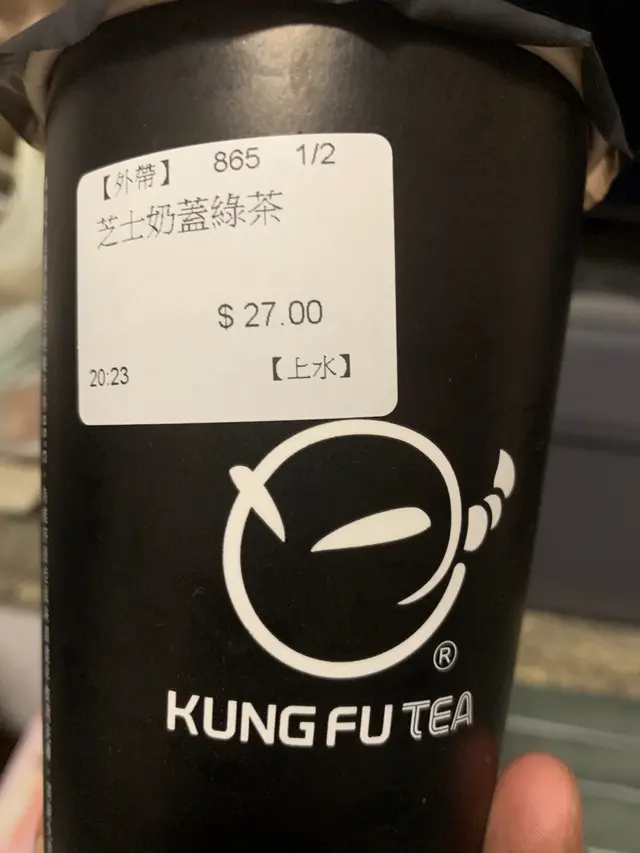 【外帶】 865 1/2
芝士奶蓋綠茶
$ 27.00
20:23 【上水】
®
KUNG FU TEA